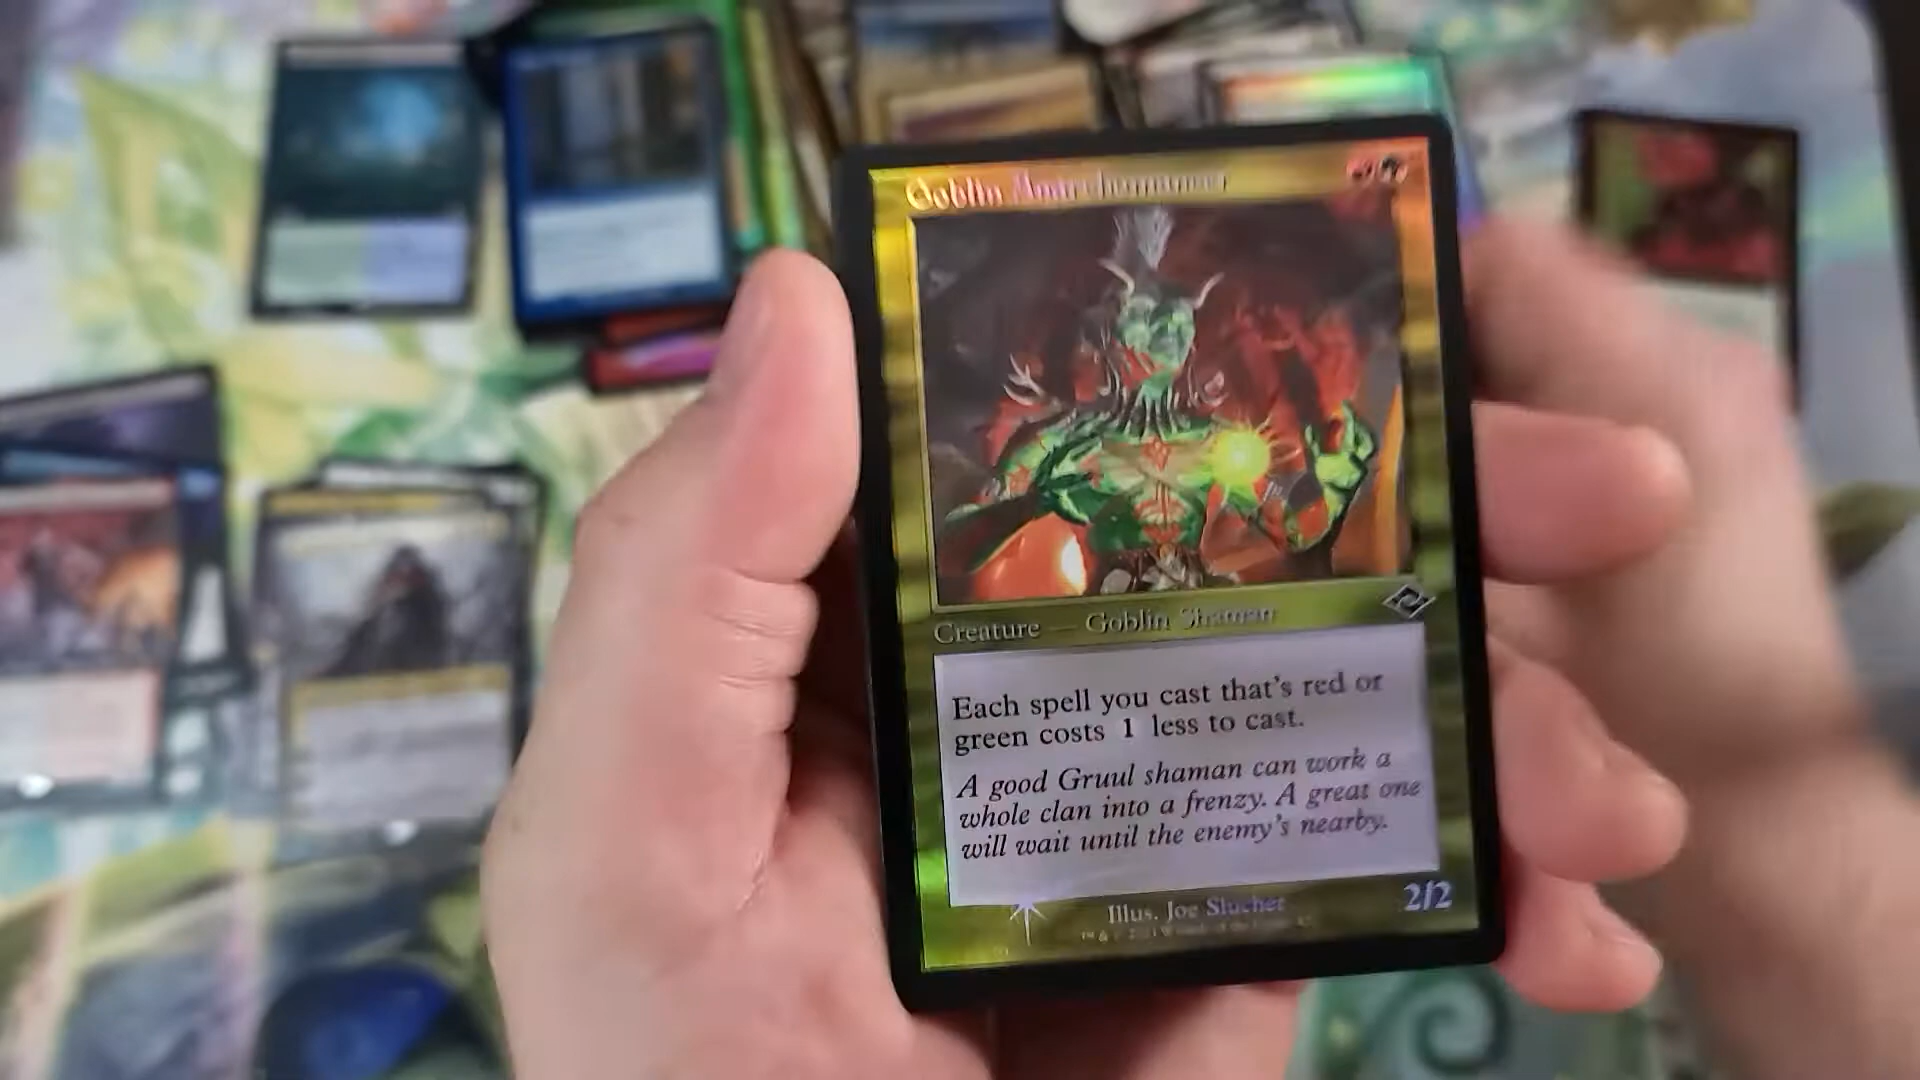 Goblin Anarchomancer
Creature — Goblin Shaman
Each spell you cast that's red or
green costs 1 less to cast.
A good Gruul shaman can work a
whole clan into a frenzy. A great one
will wait until the enemy's nearby.
Illus. Joe Slucher
2/2